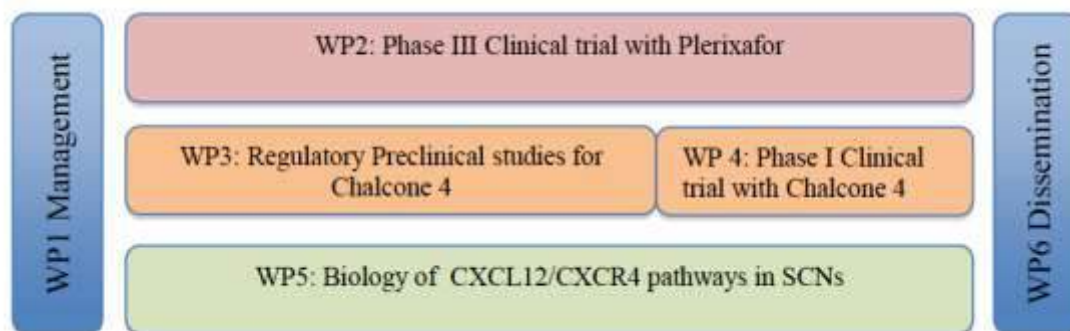 WP1 Management
WP2: Phase III Clinical trial with Plerixafor
WP3: Regulatory Preclinical studies for
Chalcone 4
WP 4: Phase I Clinical
trial with Chalcone 4
WP5: Biology of CXCL12/CXCR4 pathways in SCNs
WP6 Dissemination